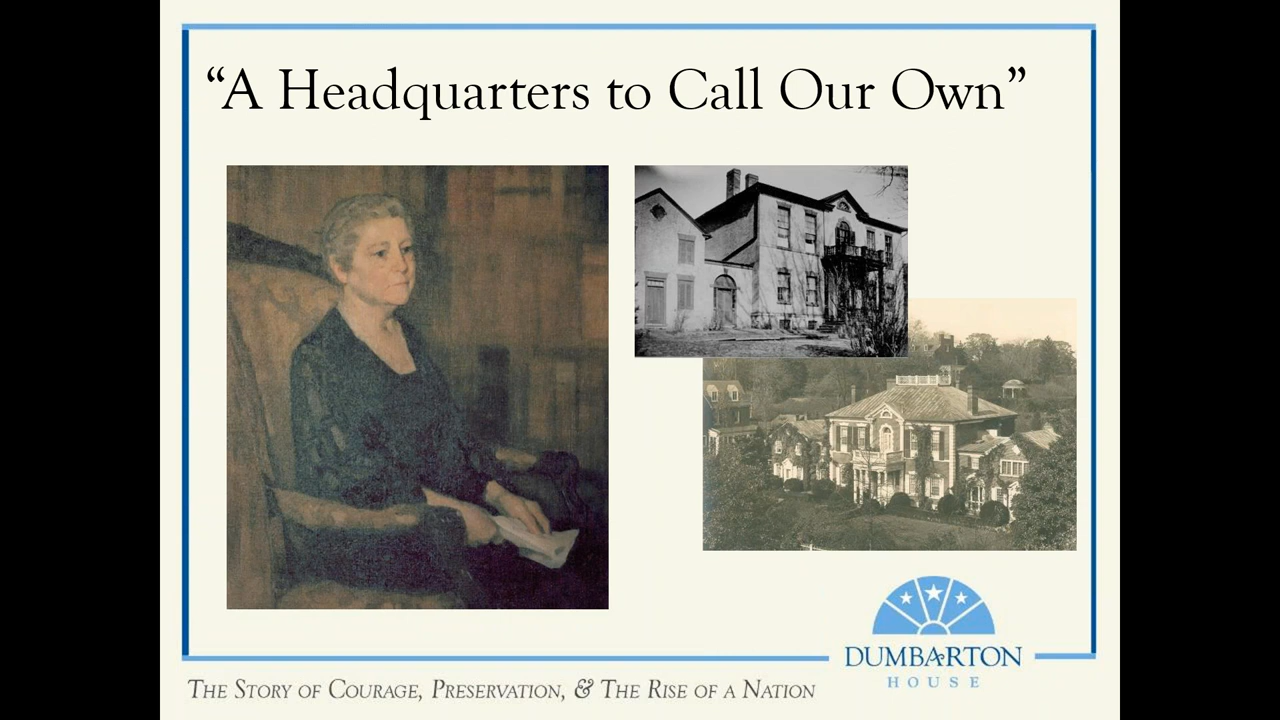 “A Headquarters to Call Our Own”
DUMBARTON
HOUSE
THE STORY OF COURAGE, PRESERVATION, & THE RISE OF A NATION